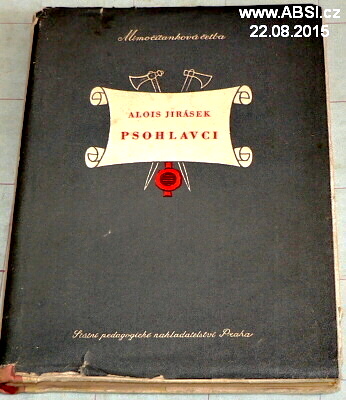 www.ABSI.cz
22.08.2015
Mimočítanková četba
ALOIS JIRÁSEK
PSOHLAVCI
Státní pedagogické nakladatelství Praha